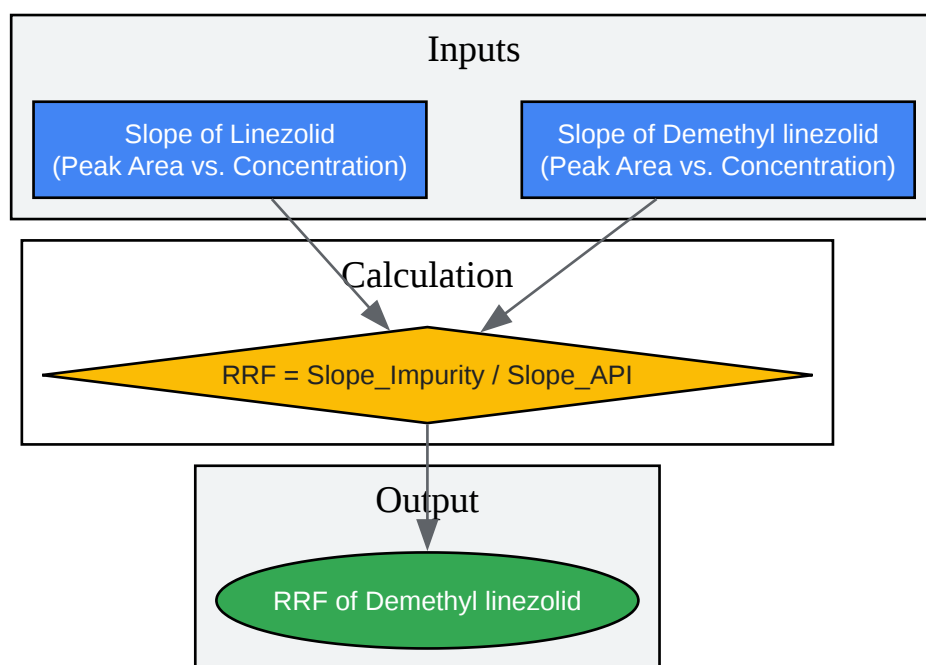 Inputs
Slope of Linezolid
(Peak Area vs. Concentration)
Slope of Demethyl linezolid
(Peak Area vs. Concentration)
Calculation
RRF = Slope_Impurity / Slope_API
Output
RRF of Demethyl linezolid